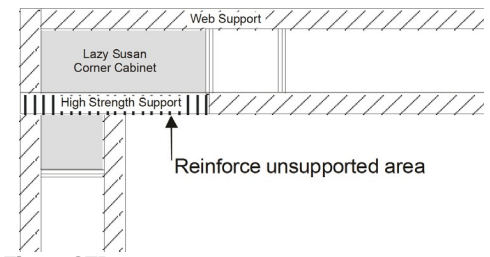 Web Support
Lazy Susan
Corner Cabinet
High Strength Support
Reinforce unsupported area